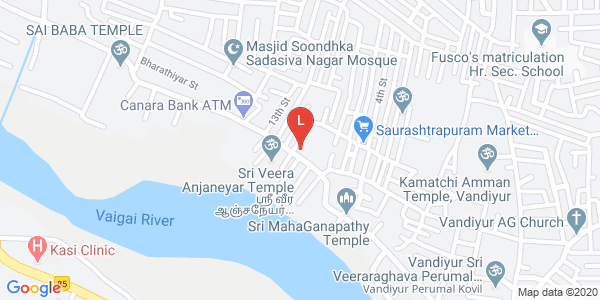 SAI BABA TEMPLE
Bharathiyar St
Masjid Soondhka
Sadasiva Nagar Mosque
Fusco's matriculation
Hr. Sec. School
Canara Bank ATM
13th St
4th St
L
Saurashtrapuram Market...
Sri Veera
Anjaneyar Temple
ஸ்ரீ வீர
ஆஞ்சநேயர்...
Kamatchi Amman
Temple, Vandiyur
Vaigai River
Sri MahaGanapathy
Temple
Vandiyur AG Church
Kasi Clinic
H
85
Vandiyur Sri
Veeraraghava Perumal...
Vandiyur Perumal Kovil
Google
Map data ©2020